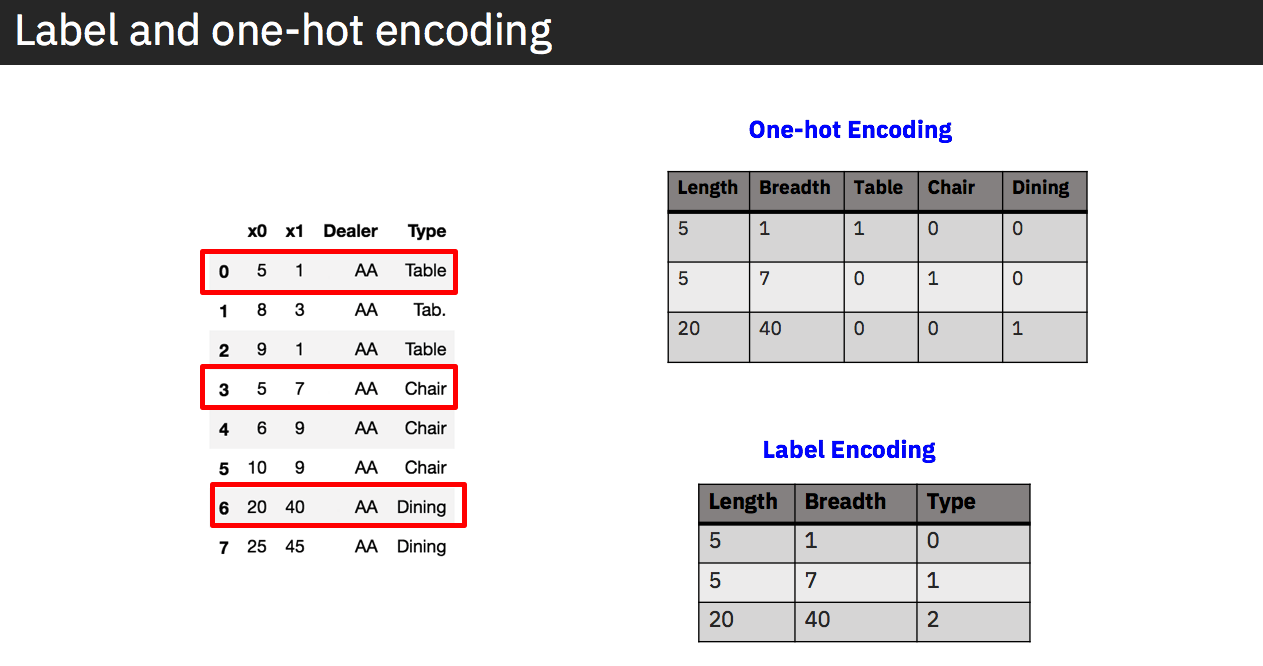 Label and one-hot encoding
x0 x1 Dealer Type
0 5 1 AA Table
1 8 3 AA Tab.
2 9 1 AA Table
3 5 7 AA Chair
4 6 9 AA Chair
5 10 9 AA Chair
6 20 40 AA Dining
7 25 45 AA Dining
One-hot Encoding
Length Breadth Table Chair Dining
5 1 1 0 0
5 7 0 1 0
20 40 0 0 1
Label Encoding
Length Breadth Type
5 1 0
5 7 1
20 40 2